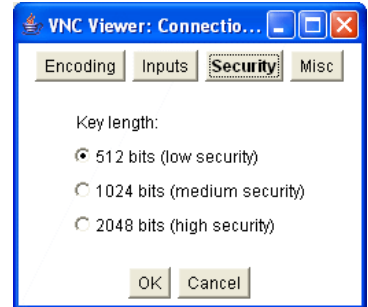 VNC Viewer: Connectio...
Encoding Inputs Security Misc
Key length:
512 bits (low security)
1024 bits (medium security)
2048 bits (high security)
OK Cancel